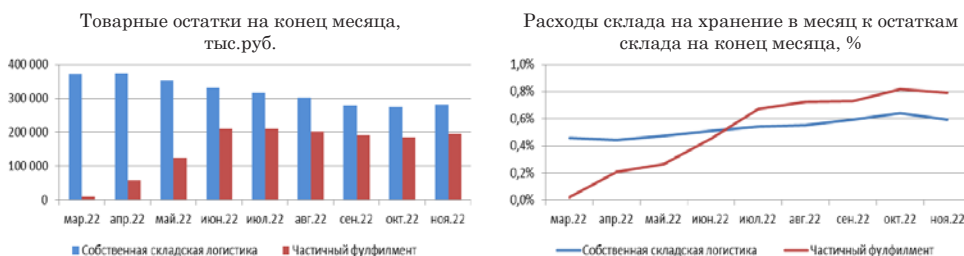 Товарные остатки на конец месяца,
тыс.руб.
400 000
300 000
200 000
100 000
0
мар.22 апр.22 май.22 июн.22 июл.22 авг.22 сен.22 окт.22 ноя.22
Собственная складская логистика Частичный фулфилмент
Расходы склада на хранение в месяц к остаткам
склада на конец месяца, %
1,0%
0,8%
0,6%
0,4%
0,2%
0,0%
мар.22 апр.22 май.22 июн.22 июл.22 авг.22 сен.22 окт.22 ноя.22
Собственная складская логистика Частичный фулфилмент